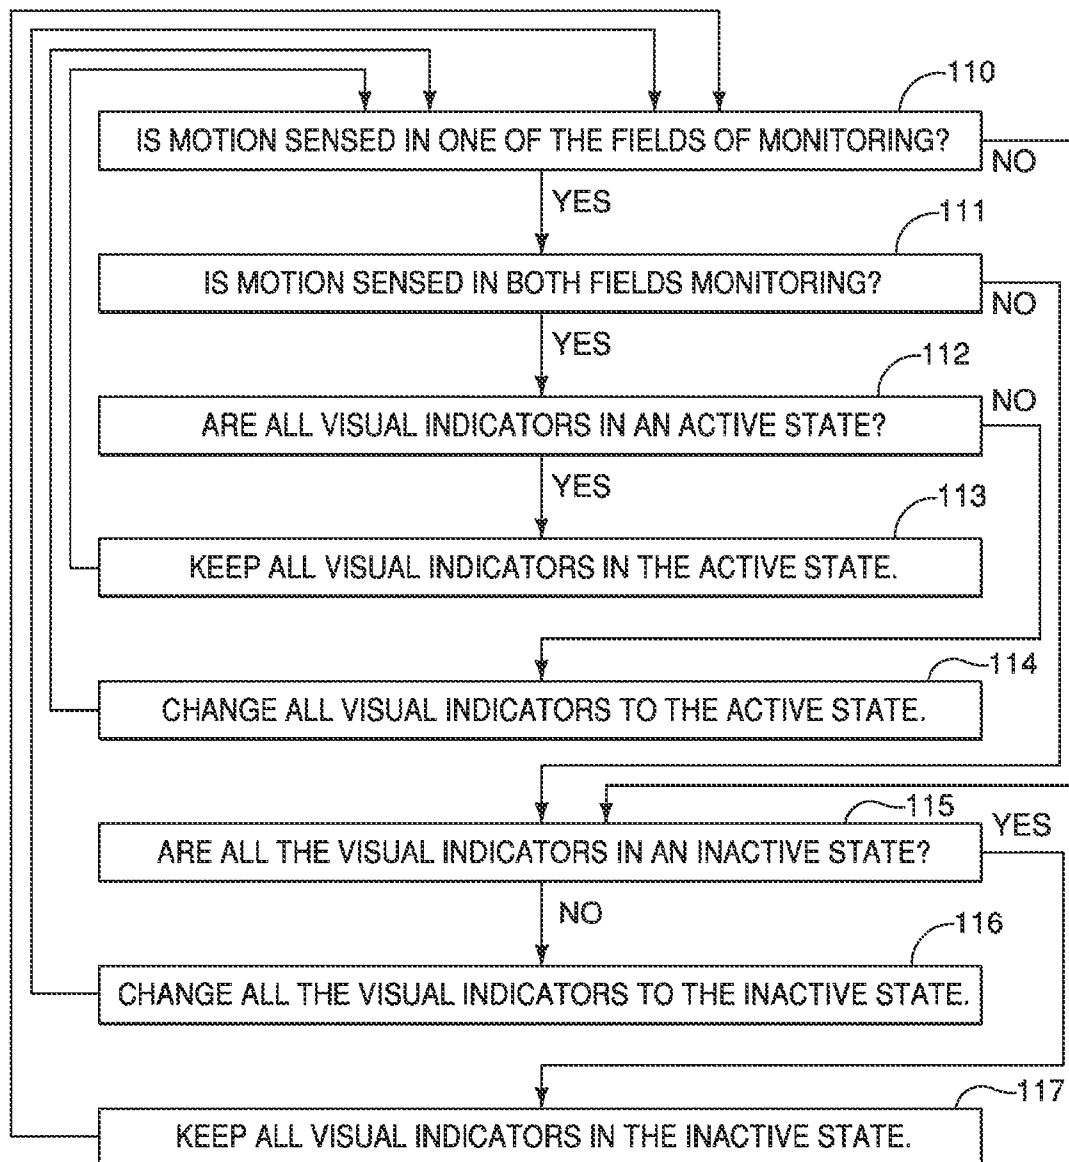 110
IS MOTION SENSED IN ONE OF THE FIELDS OF MONITORING?
NO
YES
111
IS MOTION SENSED IN BOTH FIELDS MONITORING?
NO
YES
112
NO
ARE ALL VISUAL INDICATORS IN AN ACTIVE STATE?
YES
113
KEEP ALL VISUAL INDICATORS IN THE ACTIVE STATE.
114
CHANGE ALL VISUAL INDICATORS TO THE ACTIVE STATE.
115
YES
ARE ALL THE VISUAL INDICATORS IN AN INACTIVE STATE?
NO
116
CHANGE ALL THE VISUAL INDICATORS TO THE INACTIVE STATE.
117
KEEP ALL VISUAL INDICATORS IN THE INACTIVE STATE.